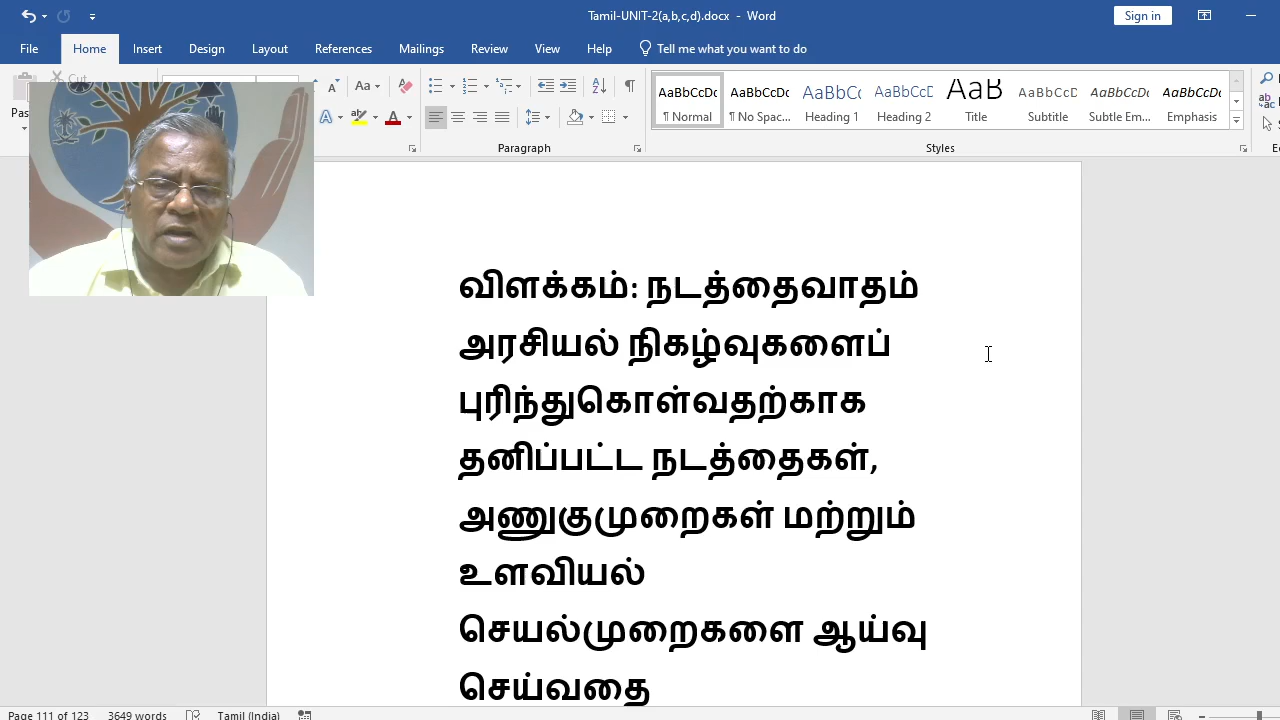 Tamil-UNIT-2(a,b,c,d).docx - Word
Sign in
File Home Insert Design Layout References Mailings Review View Help Tell me what you want to do
Cut
Aa
AaBbCcDc AaBbCcDc AaBbCc AaBbCcD AaB AaBbCcD AaBbCcDc AaBbCcDc
¶ Normal ¶ No Spac... Heading 1 Heading 2 Title Subtitle Subtle Em... Emphasis
Paragraph Styles
விளக்கம்: நடத்தைவாதம்
அரசியல் நிகழ்வுகளைப்
புரிந்துகொள்வதற்காக
தனிப்பட்ட நடத்தைகள்,
அணுகுமுறைகள் மற்றும்
உளவியல்
செயல்முறைகளை ஆய்வு
செய்வதை
Page 111 of 123 3649 words Tamil (India)